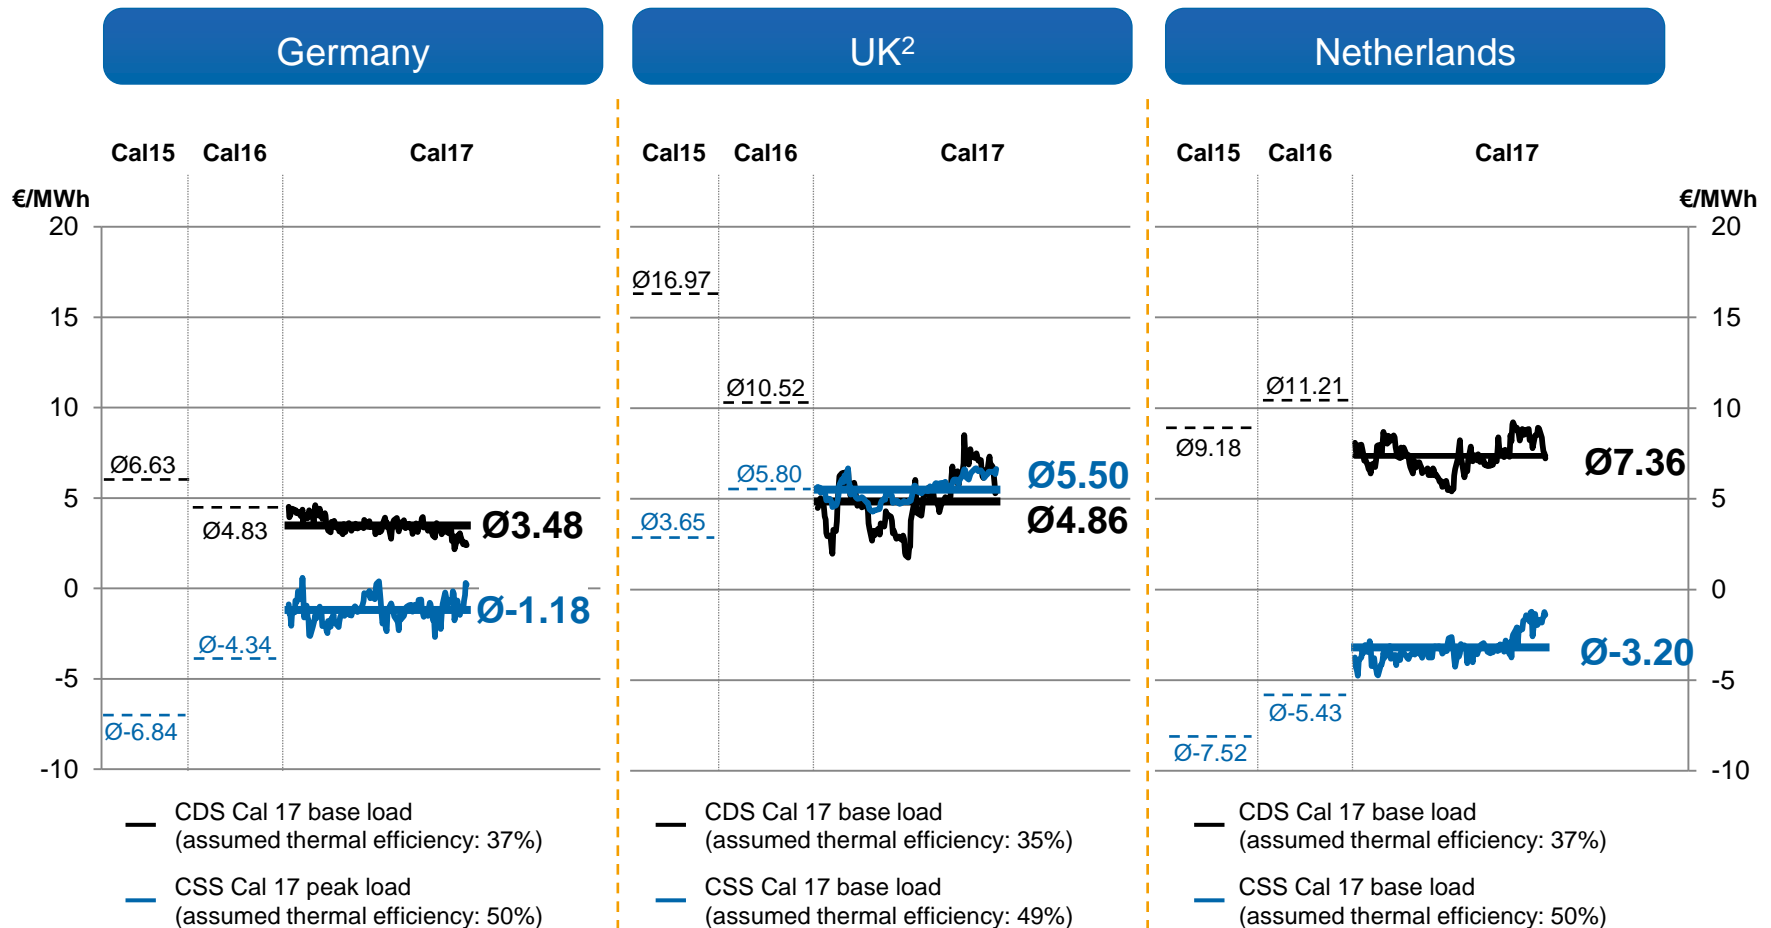 Germany
UK²
Netherlands
Cal15 Cal16 Cal17
Cal15 Cal16 Cal17
Cal15 Cal16 Cal17
€/MWh
€/MWh
20
15
10
5
0
-5
-10
Ø6.63
Ø4.83
Ø3.48
Ø-1.18
Ø-4.34
Ø-6.84
Ø16.97
Ø10.52
Ø5.80
Ø5.50
Ø4.86
Ø3.65
Ø11.21
Ø9.18
Ø7.36
Ø-3.20
Ø-5.43
Ø-7.52
20
15
10
5
0
-5
-10
CDS Cal 17 base load
(assumed thermal efficiency: 37%)
CSS Cal 17 peak load
(assumed thermal efficiency: 50%)
CDS Cal 17 base load
(assumed thermal efficiency: 35%)
CSS Cal 17 base load
(assumed thermal efficiency: 49%)
CDS Cal 17 base load
(assumed thermal efficiency: 37%)
CSS Cal 17 base load
(assumed thermal efficiency: 50%)